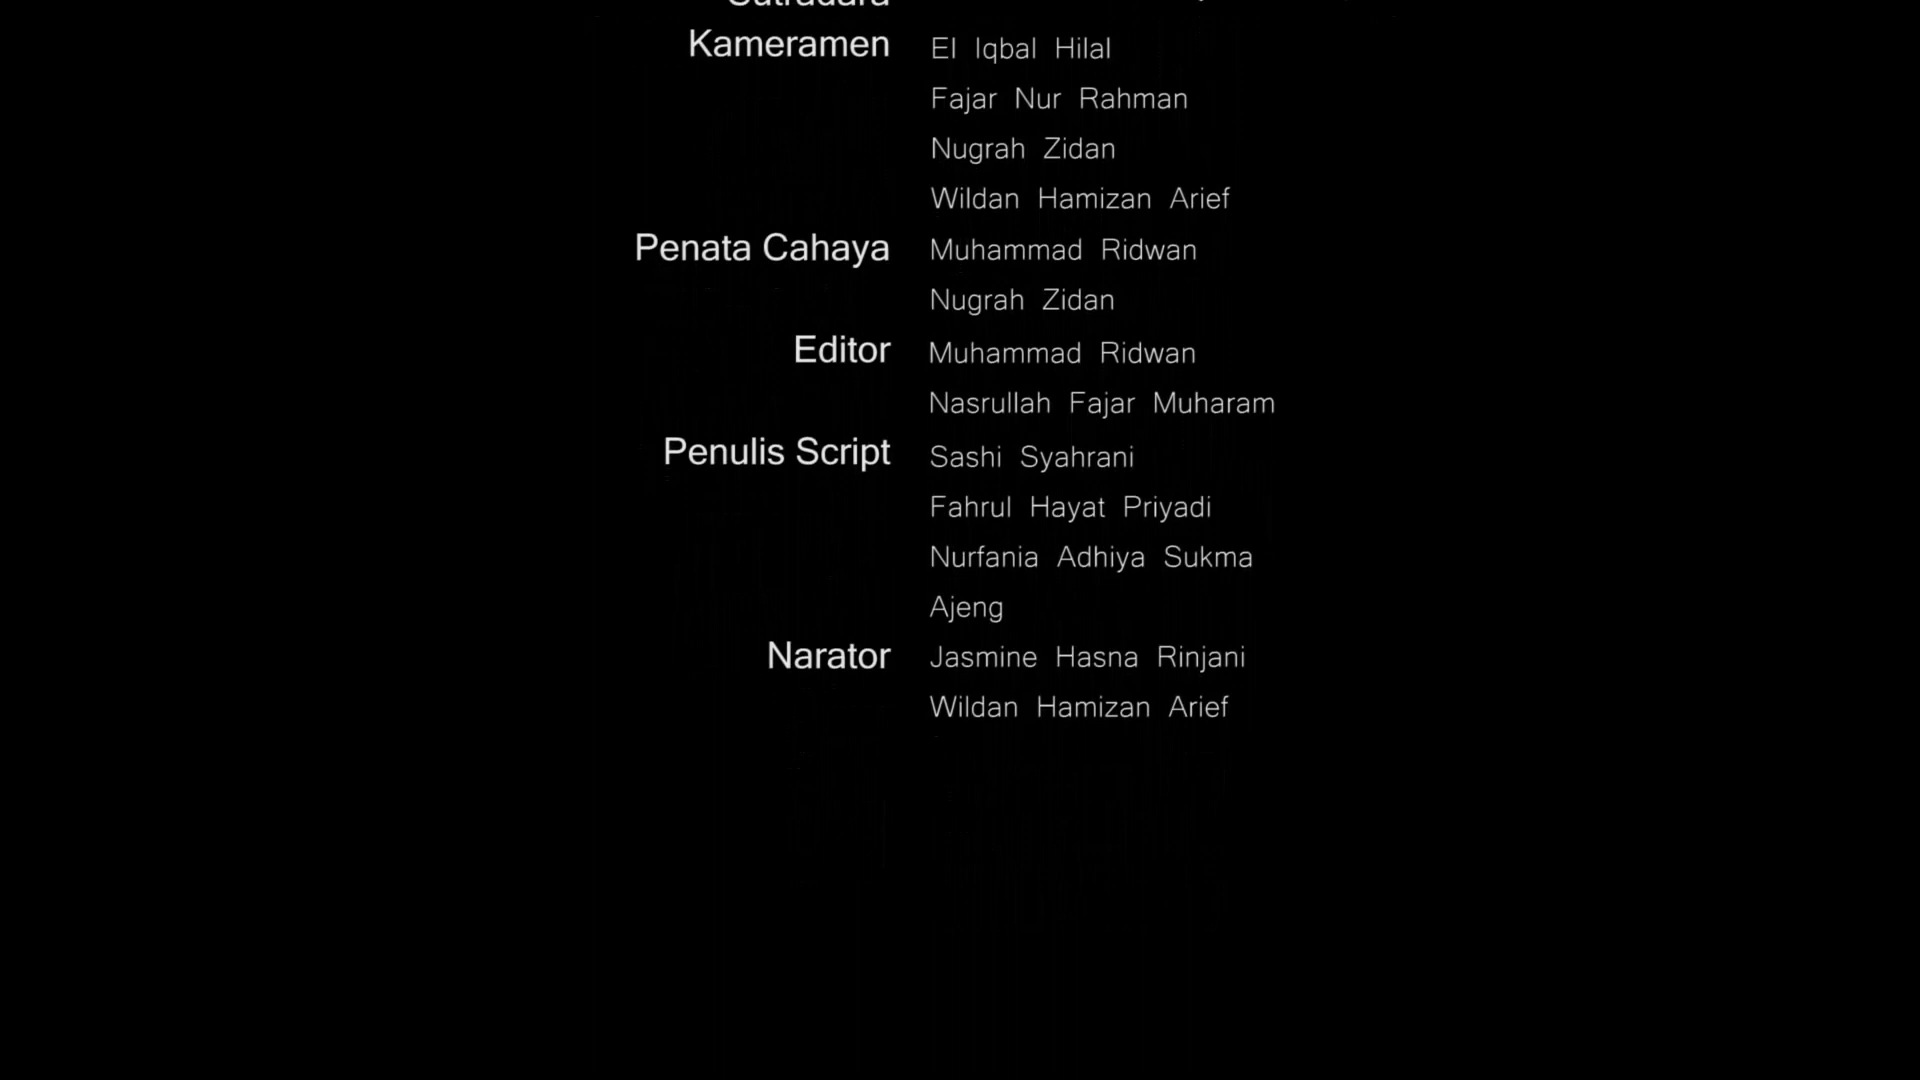 Kameramen El Iqbal Hilal
Fajar Nur Rahman
Nugrah Zidan
Wildan Hamizan Arief
Penata Cahaya Muhammad Ridwan
Nugrah Zidan
Editor Muhammad Ridwan
Nasrullah Fajar Muharam
Penulis Script Sashi Syahrani
Fahrul Hayat Priyadi
Nurfania Adhiya Sukma
Ajeng
Narator Jasmine Hasna Rinjani
Wildan Hamizan Arief